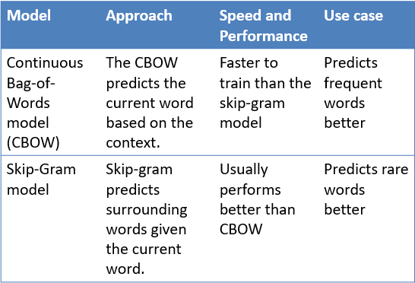 Model
Approach
Speed and
Performance
Use case
Continuous
Bag-of-
Words
model
(CBOW)
The CBOW
predicts the
current word
based on the
context.
Faster to
train than the
skip-gram
model
Predicts
frequent
words
better
Skip-Gram
model
Skip-gram
predicts
surrounding
words given
the current
word.
Usually
performs
better than
CBOW
Predicts rare
words
better